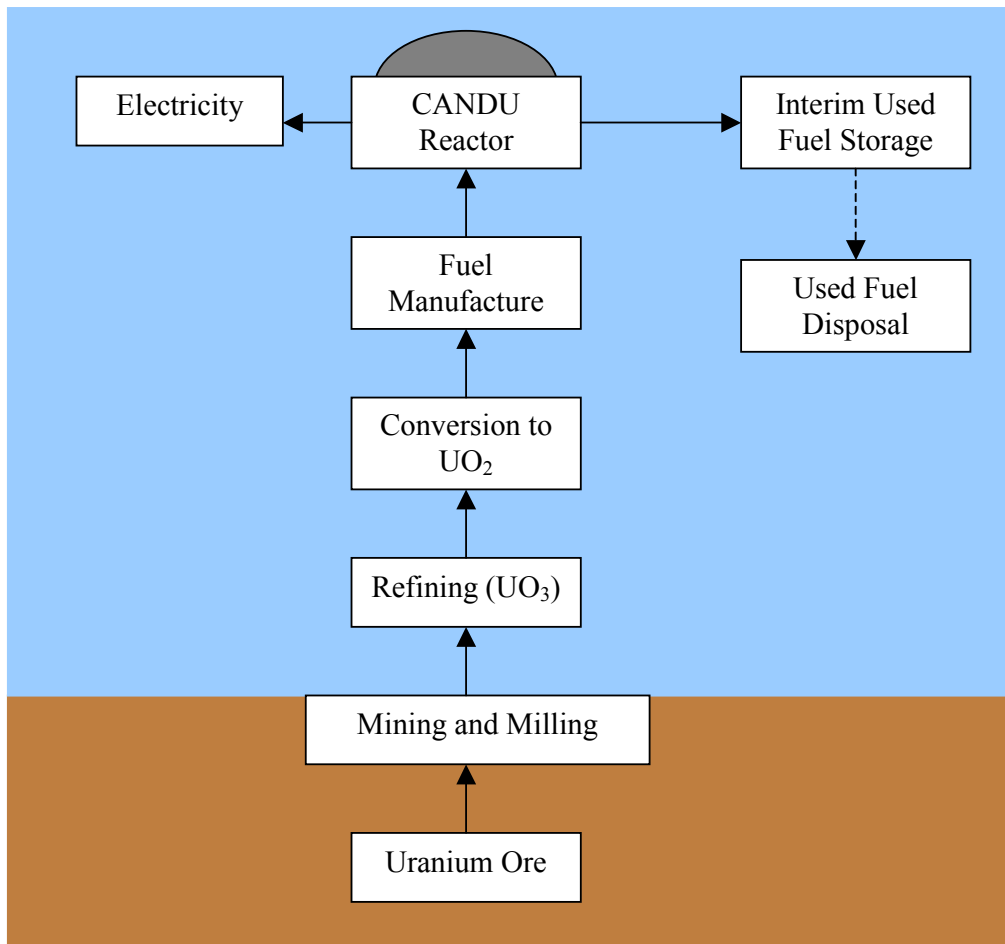 Electricity
CANDU
Reactor
Interim Used
Fuel Storage
Fuel
Manufacture
Used Fuel
Disposal
Conversion to
UO₂
Refining (UO₃)
Mining and Milling
Uranium Ore